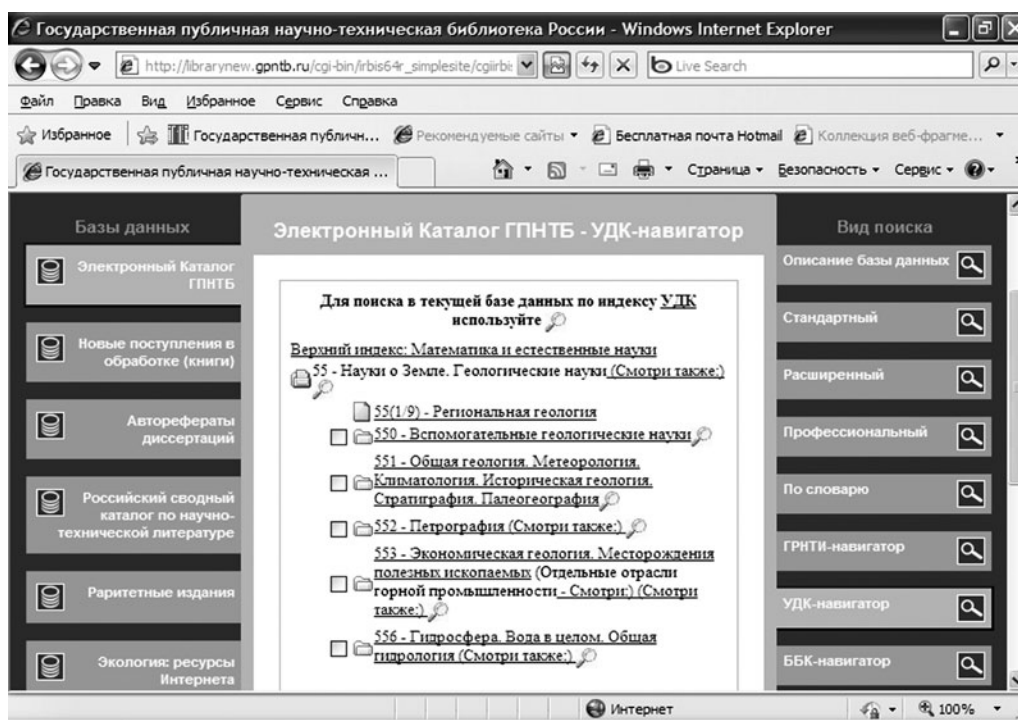 Государственная публичная научно-техническая библиотека России - Windows Internet Explorer
http://librarynew.gpntb.ru/cgi-bin/irbis64r_simplesite/cgiirbi
Live Search
Файл Правка Вид Избранное Сервис Справка
Избранное Государственная публичн... Рекомендуемые сайты Бесплатная почта Hotmail Коллекция веб-фрагме...
Государственная публичная научно-техническая ... Страница Безопасность Сервис
Базы данных
Электронный Каталог
ГПНТБ
Новые поступления в
обработке (книги)
Авторефераты
диссертаций
Российский сводный
каталог по научно-
технической литературе
Раритетные издания
Экология: ресурсы
Интернета
Электронный Каталог ГПНТБ - УДК-навигатор
Для поиска в текущей базе данных по индексу УДК
используйте
Верхний индекс: Математика и естественные науки
55 - Науки о Земле. Геологические науки (Смотри также:)
55(1/9) - Региональная геология
550 - Вспомогательные геологические науки
551 - Общая геология. Метеорология.
Климатология. Историческая геология.
Стратиграфия. Палеогеография
552 - Петрография (Смотри также:)
553 - Экономическая геология. Месторождения
полезных ископаемых (Отдельные отрасли
горной промышленности - Смотри:) (Смотри
также:)
556 - Гидросфера. Вода в целом. Общая
гидрология (Смотри также:)
Вид поиска
Описание базы данных
Стандартный
Расширенный
Профессиональный
По словарю
ГРНТИ-навигатор
УДК-навигатор
ББК-навигатор
Интернет 100%